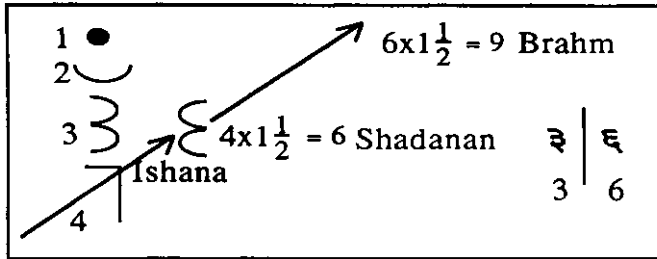 1
6x1½ = 9 Brahm
2
3
4x1½ = 6 Shadanan
३ | ६
Ishana
3 6
4